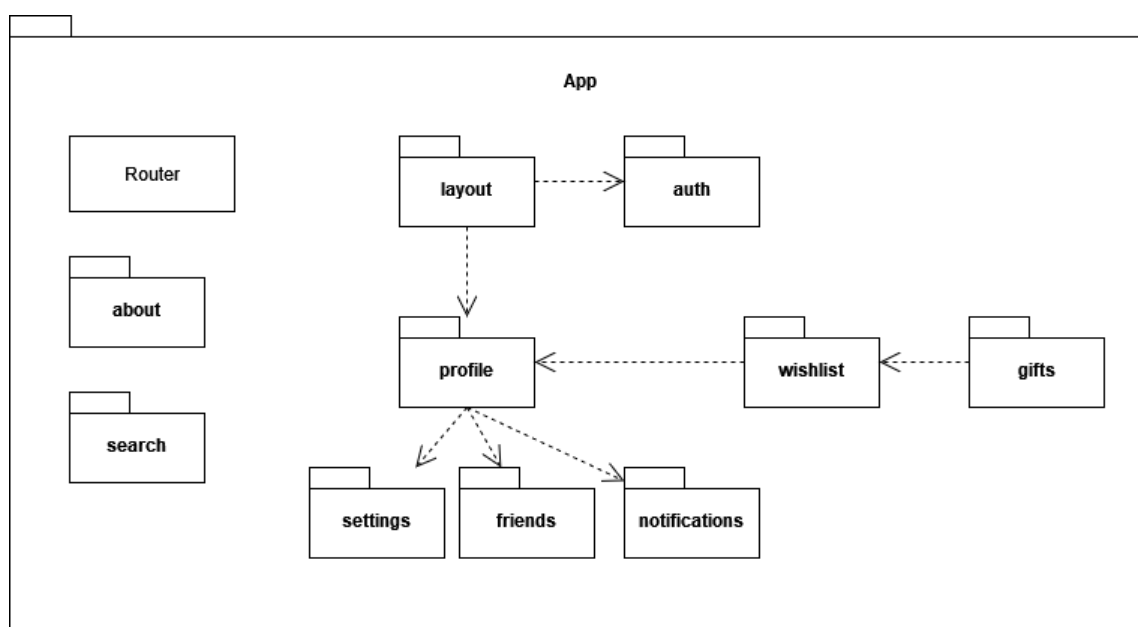 App
Router
layout
auth
about
profile
wishlist
gifts
search
settings
friends
notifications